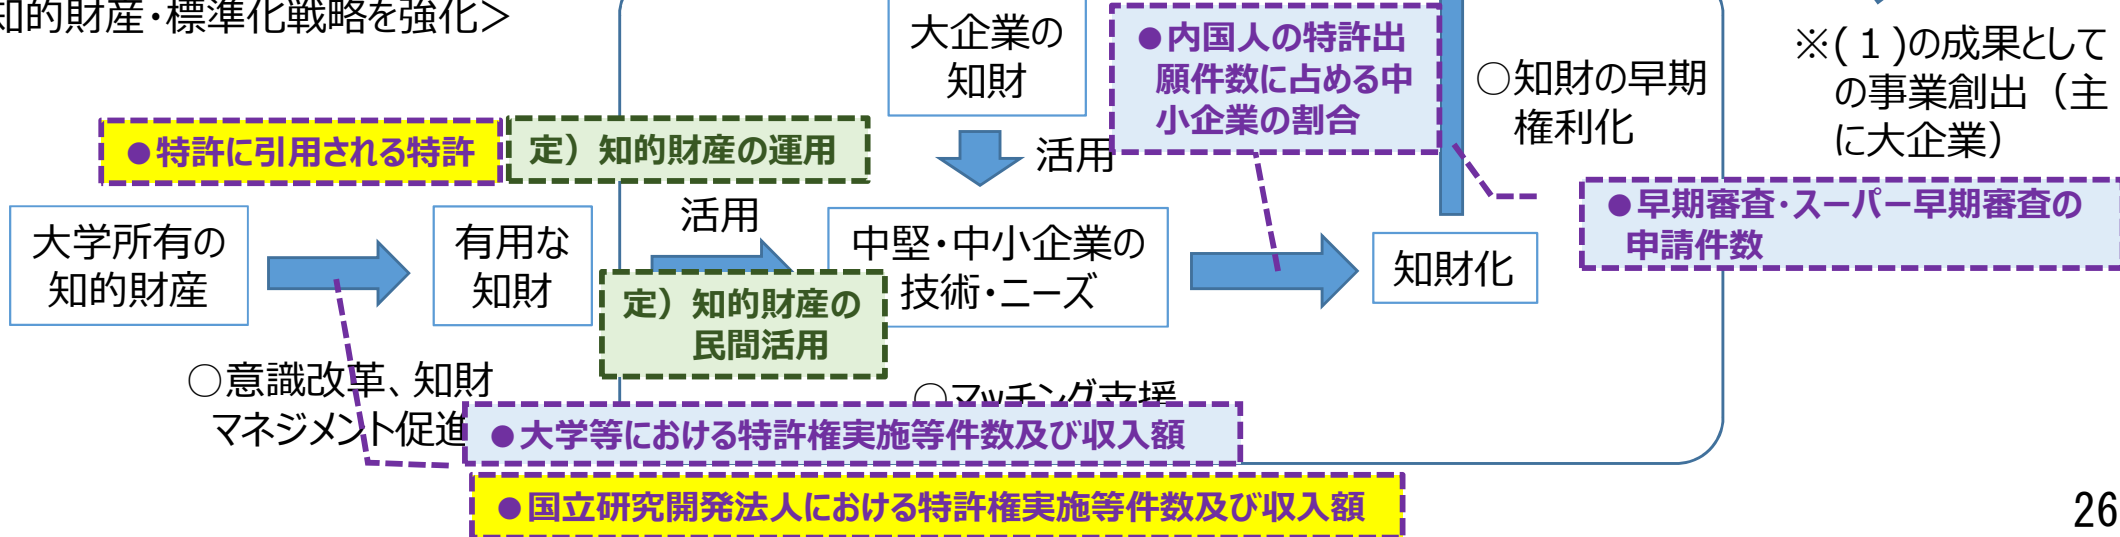 知的財産・標準化戦略を強化＞
大企業の
知財
●内国人の特許出
願件数に占める中
小企業の割合
○知財の早期
権利化
※(１)の成果として
の事業創出（主
に大企業）
●特許に引用される特許
定）知的財産の運用
活用
●早期審査・スーパー早期審査の
申請件数
大学所有の
知的財産
有用な
知財
活用
定）知的財産の
民間活用
中堅・中小企業の
技術・ニーズ
知財化
○意識改革、知財
マネジメント促進
○マッチング支援
●大学等における特許権実施等件数及び収入額
●国立研究開発法人における特許権実施等件数及び収入額
26